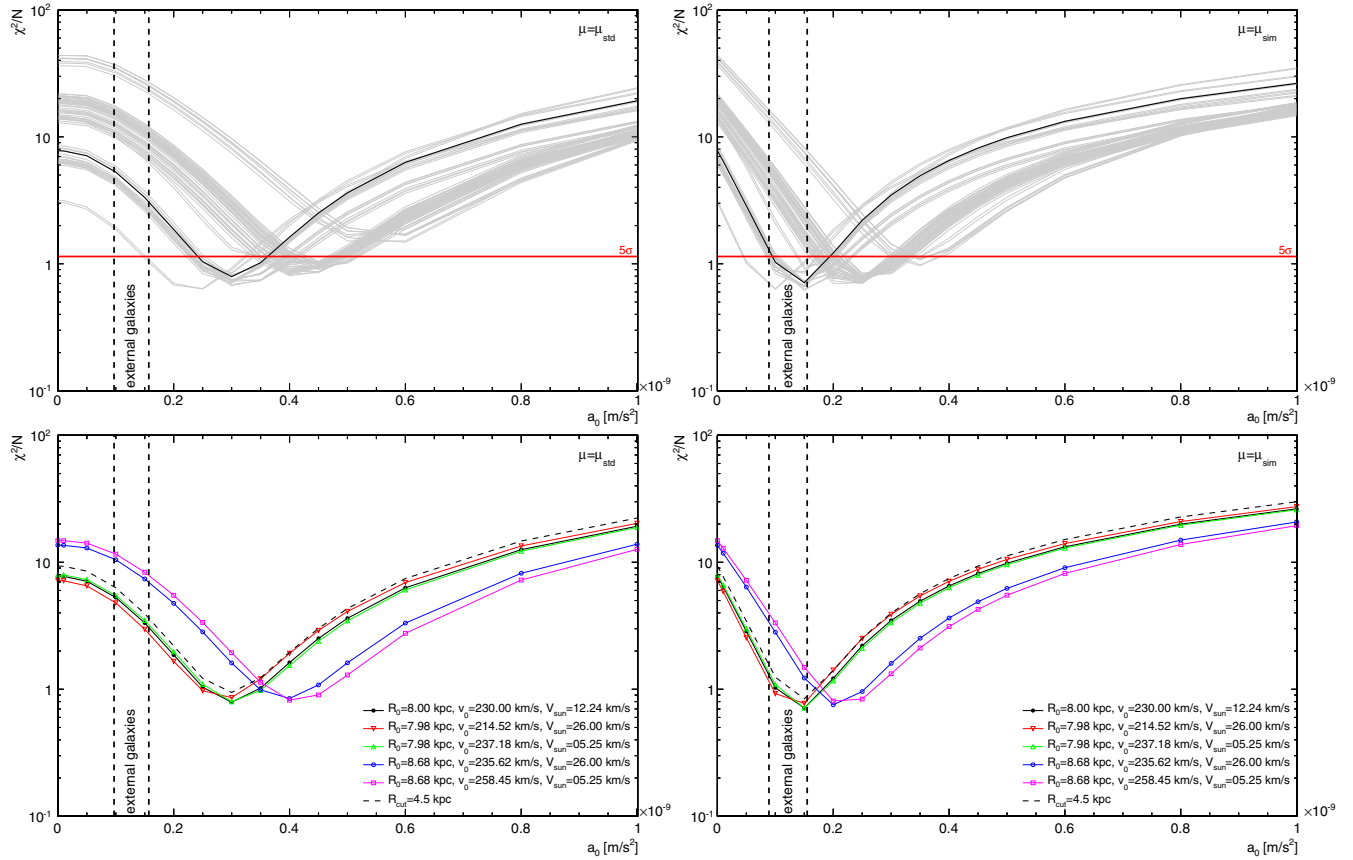 χ²/N
10²
10
1
10⁻¹
μ=μ_std
5σ
external galaxies
0 0.2 0.4 0.6 0.8 1
×10⁻⁹
a₀ [m/s²]
χ²/N
10²
10
1
10⁻¹
μ=μ_sim
5σ
external galaxies
0 0.2 0.4 0.6 0.8 1
×10⁻⁹
a₀ [m/s²]
χ²/N
10²
10
1
10⁻¹
μ=μ_std
external galaxies
R₀=8.00 kpc, v₀=230.00 km/s, V_sun=12.24 km/s
R₀=7.98 kpc, v₀=214.52 km/s, V_sun=26.00 km/s
R₀=7.98 kpc, v₀=237.18 km/s, V_sun=05.25 km/s
R₀=8.68 kpc, v₀=235.62 km/s, V_sun=26.00 km/s
R₀=8.68 kpc, v₀=258.45 km/s, V_sun=05.25 km/s
R_cut=4.5 kpc
0 0.2 0.4 0.6 0.8 1
×10⁻⁹
a₀ [m/s²]
χ²/N
10²
10
1
10⁻¹
μ=μ_sim
external galaxies
R₀=8.00 kpc, v₀=230.00 km/s, V_sun=12.24 km/s
R₀=7.98 kpc, v₀=214.52 km/s, V_sun=26.00 km/s
R₀=7.98 kpc, v₀=237.18 km/s, V_sun=05.25 km/s
R₀=8.68 kpc, v₀=235.62 km/s, V_sun=26.00 km/s
R₀=8.68 kpc, v₀=258.45 km/s, V_sun=05.25 km/s
R_cut=4.5 kpc
0 0.2 0.4 0.6 0.8 1
×10⁻⁹
a₀ [m/s²]